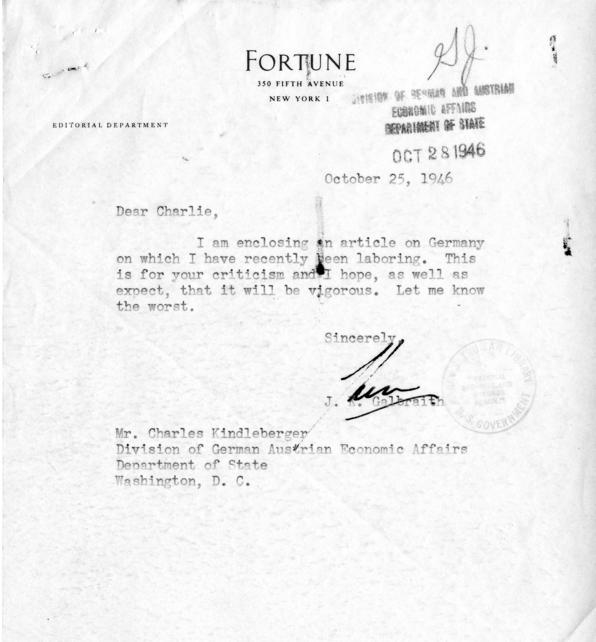 FORTUNE
350 FIFTH AVENUE
NEW YORK 1
EDITORIAL DEPARTMENT
DIVISION OF GERMAN AND AUSTRIAN
ECONOMIC AFFAIRS
DEPARTMENT OF STATE
OCT 28 1946
October 25, 1946
Dear Charlie,
I am enclosing an article on Germany
on which I have recently been laboring. This
is for your criticism and I hope, as well as
expect, that it will be vigorous. Let me know
the worst.
Sincerely,
J. K. Galbraith
Mr. Charles Kindleberger
Division of German Austrian Economic Affairs
Department of State
Washington, D. C.